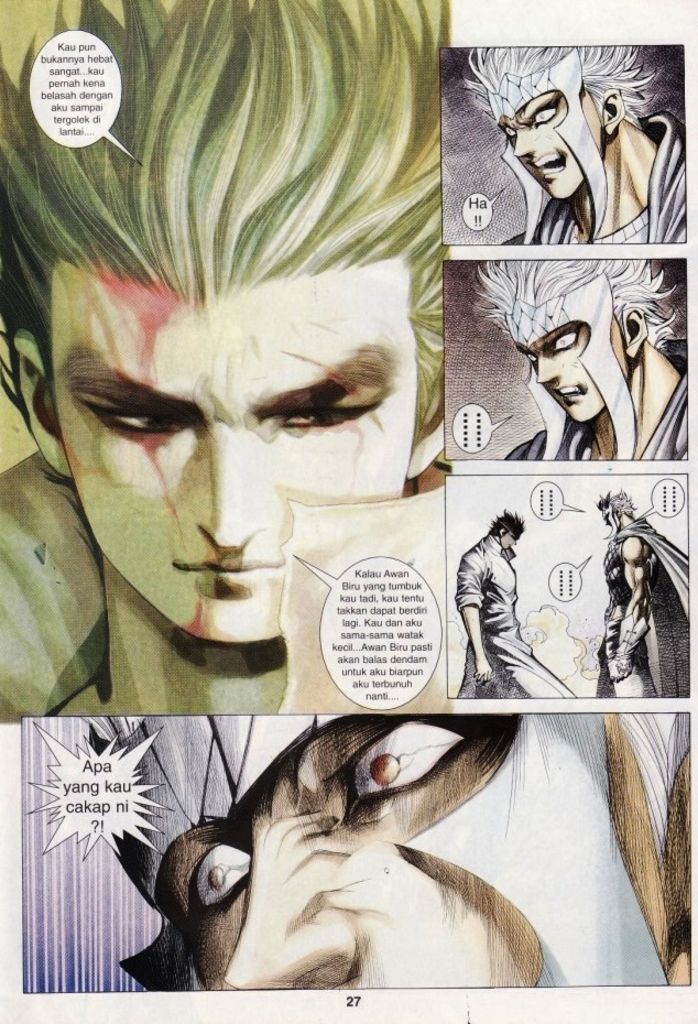 Kau pun
bukannya hebat
sangat...kau
pernah kena
belasah dengan
aku sampai
tergolek di
lantai....
Ha
!!
Kalau Awan
Biru yang tumbuk
kau tadi, kau tentu
takkan dapat berdiri
lagi. Kau dan aku
sama-sama watak
kecil...Awan Biru pasti
akan balas dendam
untuk aku biarpun
aku terbunuh
nanti....
Apa
yang kau
cakap ni
?!
27